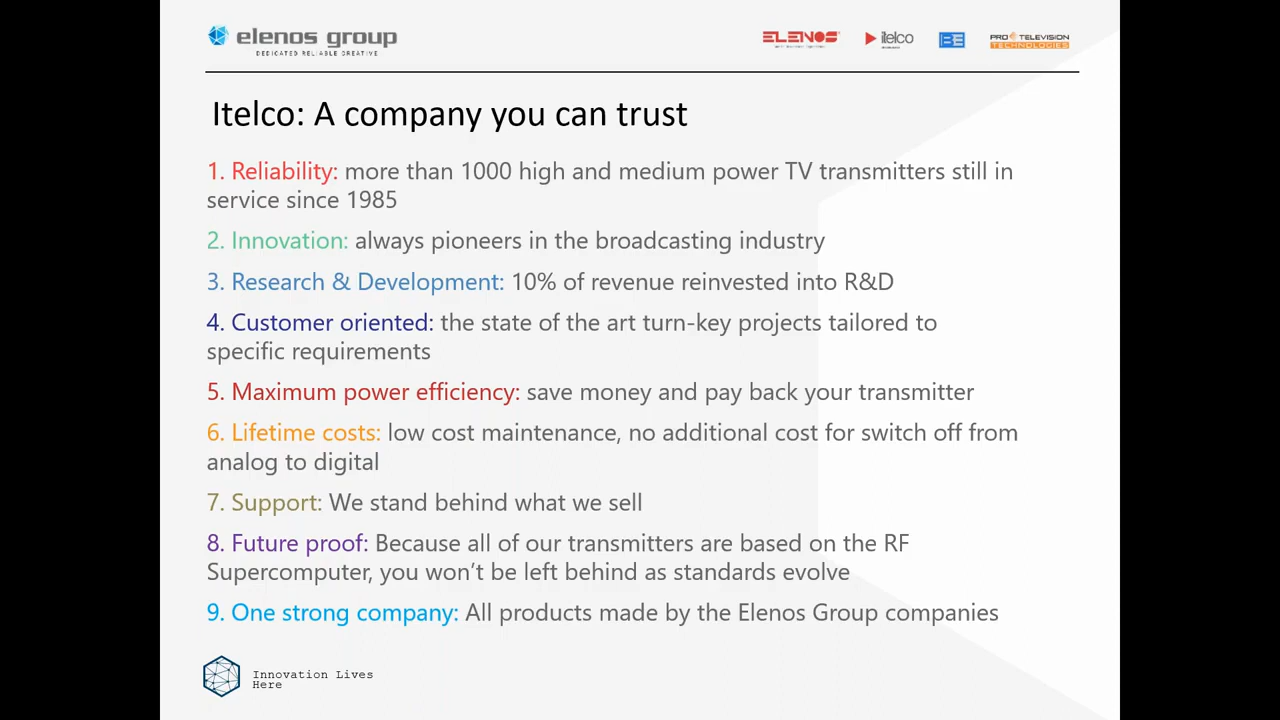 elenos group
DEDICATED RELIABLE CREATIVE
ELENOS
itelco
BE
PRO TELEVISION
TECHNOLOGIES
Itelco: A company you can trust
1. Reliability: more than 1000 high and medium power TV transmitters still in
service since 1985
2. Innovation: always pioneers in the broadcasting industry
3. Research & Development: 10% of revenue reinvested into R&D
4. Customer oriented: the state of the art turn-key projects tailored to
specific requirements
5. Maximum power efficiency: save money and pay back your transmitter
6. Lifetime costs: low cost maintenance, no additional cost for switch off from
analog to digital
7. Support: We stand behind what we sell
8. Future proof: Because all of our transmitters are based on the RF
Supercomputer, you won’t be left behind as standards evolve
9. One strong company: All products made by the Elenos Group companies
Innovation Lives
Here